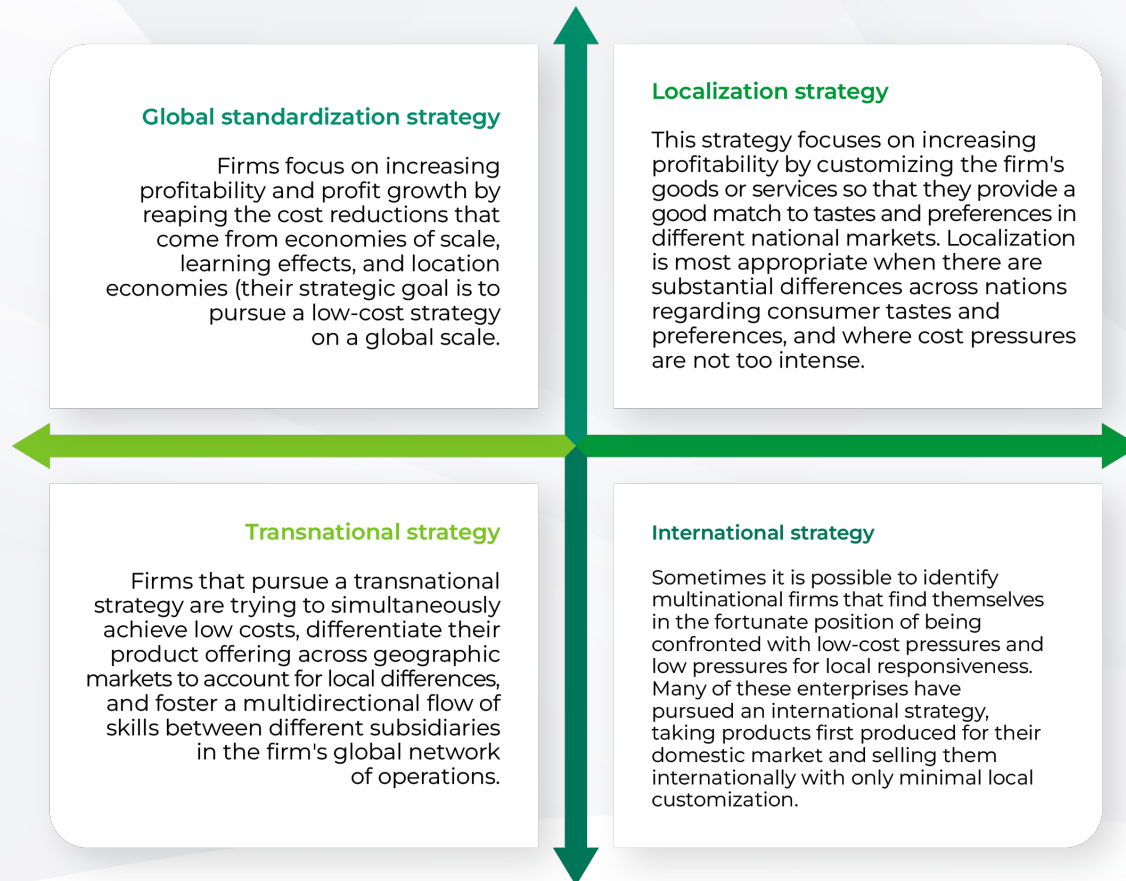 Global standardization strategy
Firms focus on increasing
profitability and profit growth by
reaping the cost reductions that
come from economies of scale,
learning effects, and location
economies (their strategic goal is to
pursue a low-cost strategy
on a global scale.
Localization strategy
This strategy focuses on increasing
profitability by customizing the firm's
goods or services so that they provide a
good match to tastes and preferences in
different national markets. Localization
is most appropriate when there are
substantial differences across nations
regarding consumer tastes and
preferences, and where cost pressures
are not too intense.
Transnational strategy
Firms that pursue a transnational
strategy are trying to simultaneously
achieve low costs, differentiate their
product offering across geographic
markets to account for local differences,
and foster a multidirectional flow of
skills between different subsidiaries
in the firm's global network
of operations.
International strategy
Sometimes it is possible to identify
multinational firms that find themselves
in the fortunate position of being
confronted with low-cost pressures and
low pressures for local responsiveness.
Many of these enterprises have
pursued an international strategy,
taking products first produced for their
domestic market and selling them
internationally with only minimal local
customization.